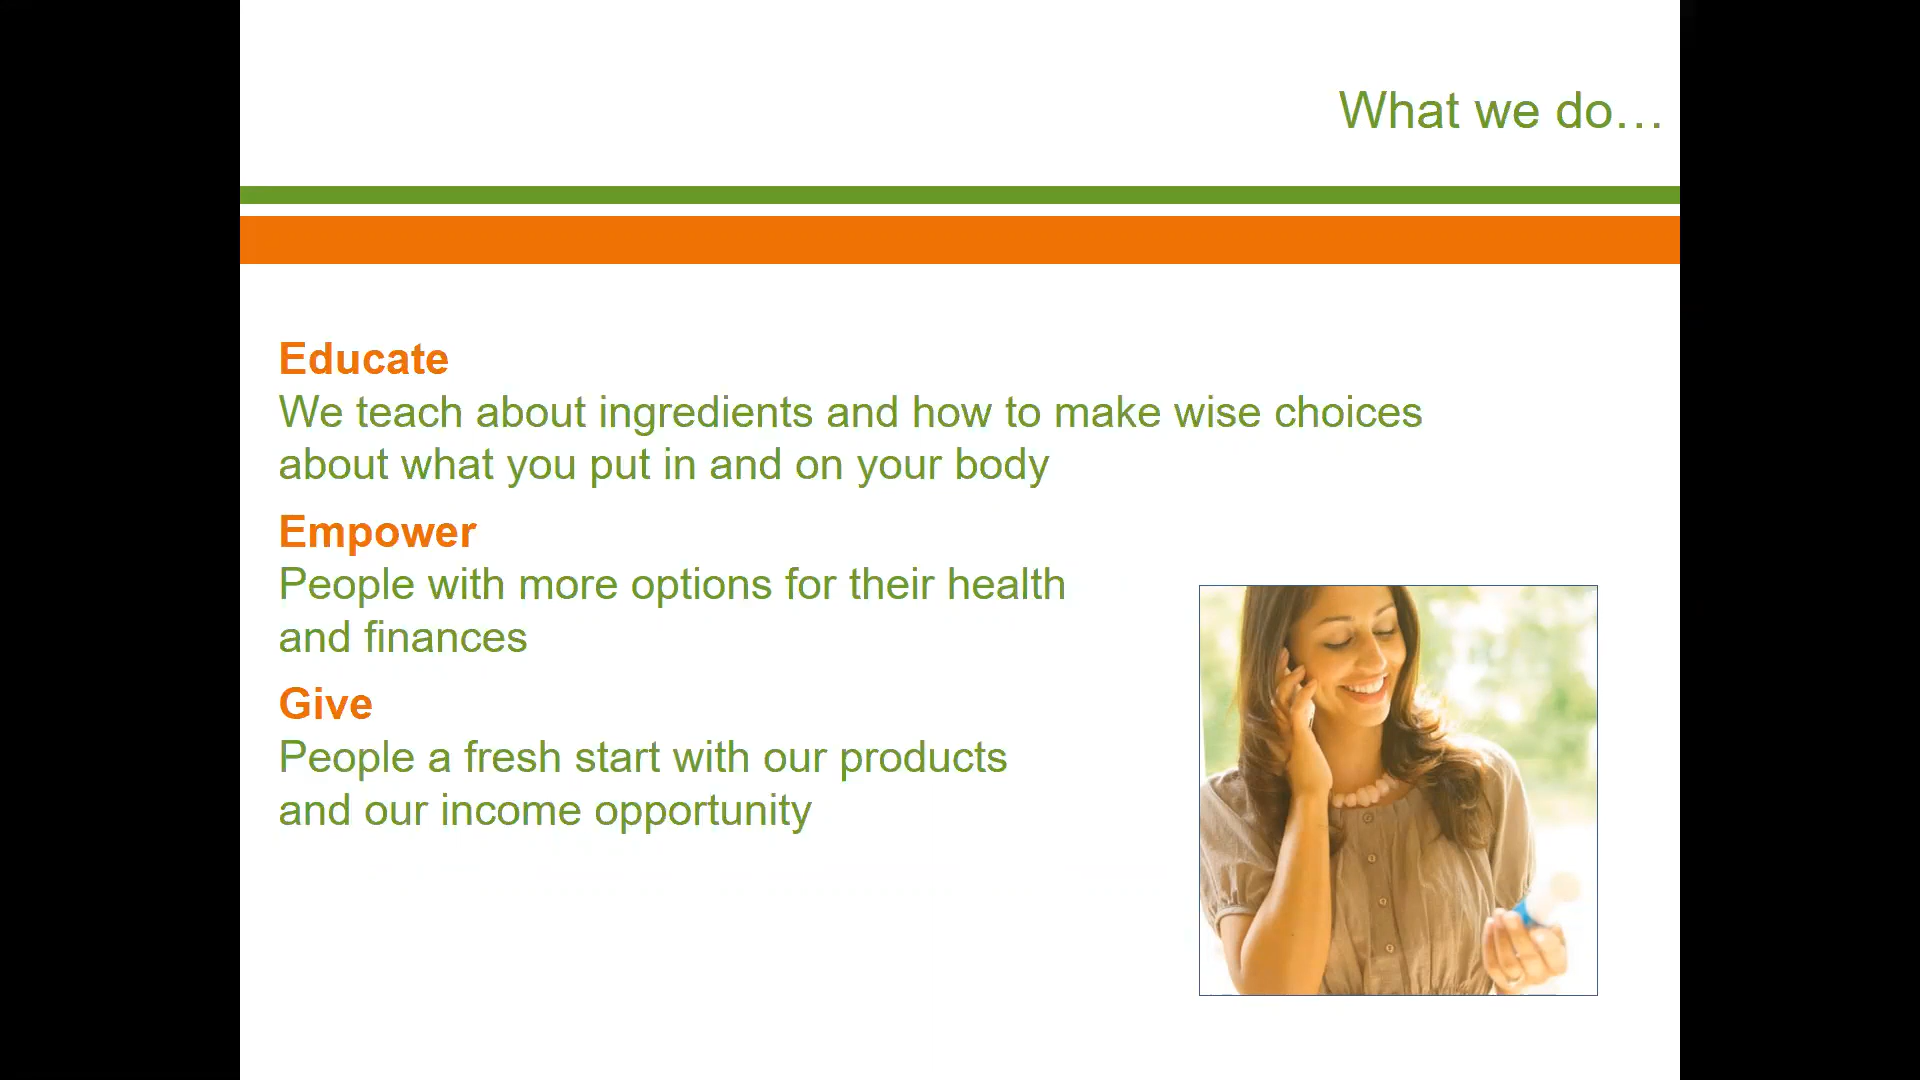 What we do…
Educate
We teach about ingredients and how to make wise choices
about what you put in and on your body
Empower
People with more options for their health
and finances
Give
People a fresh start with our products
and our income opportunity